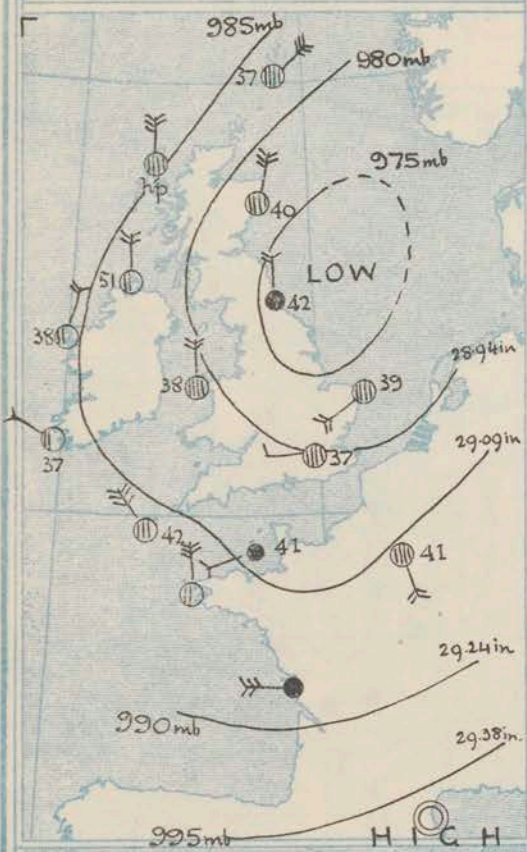 985mb
37
980mb
hp
975mb
40
LOW
51
42
38
28.94in
38
39
37
37
29.09in
42
41
41
29.24in
990mb
29.38in.
995mb
HIGH